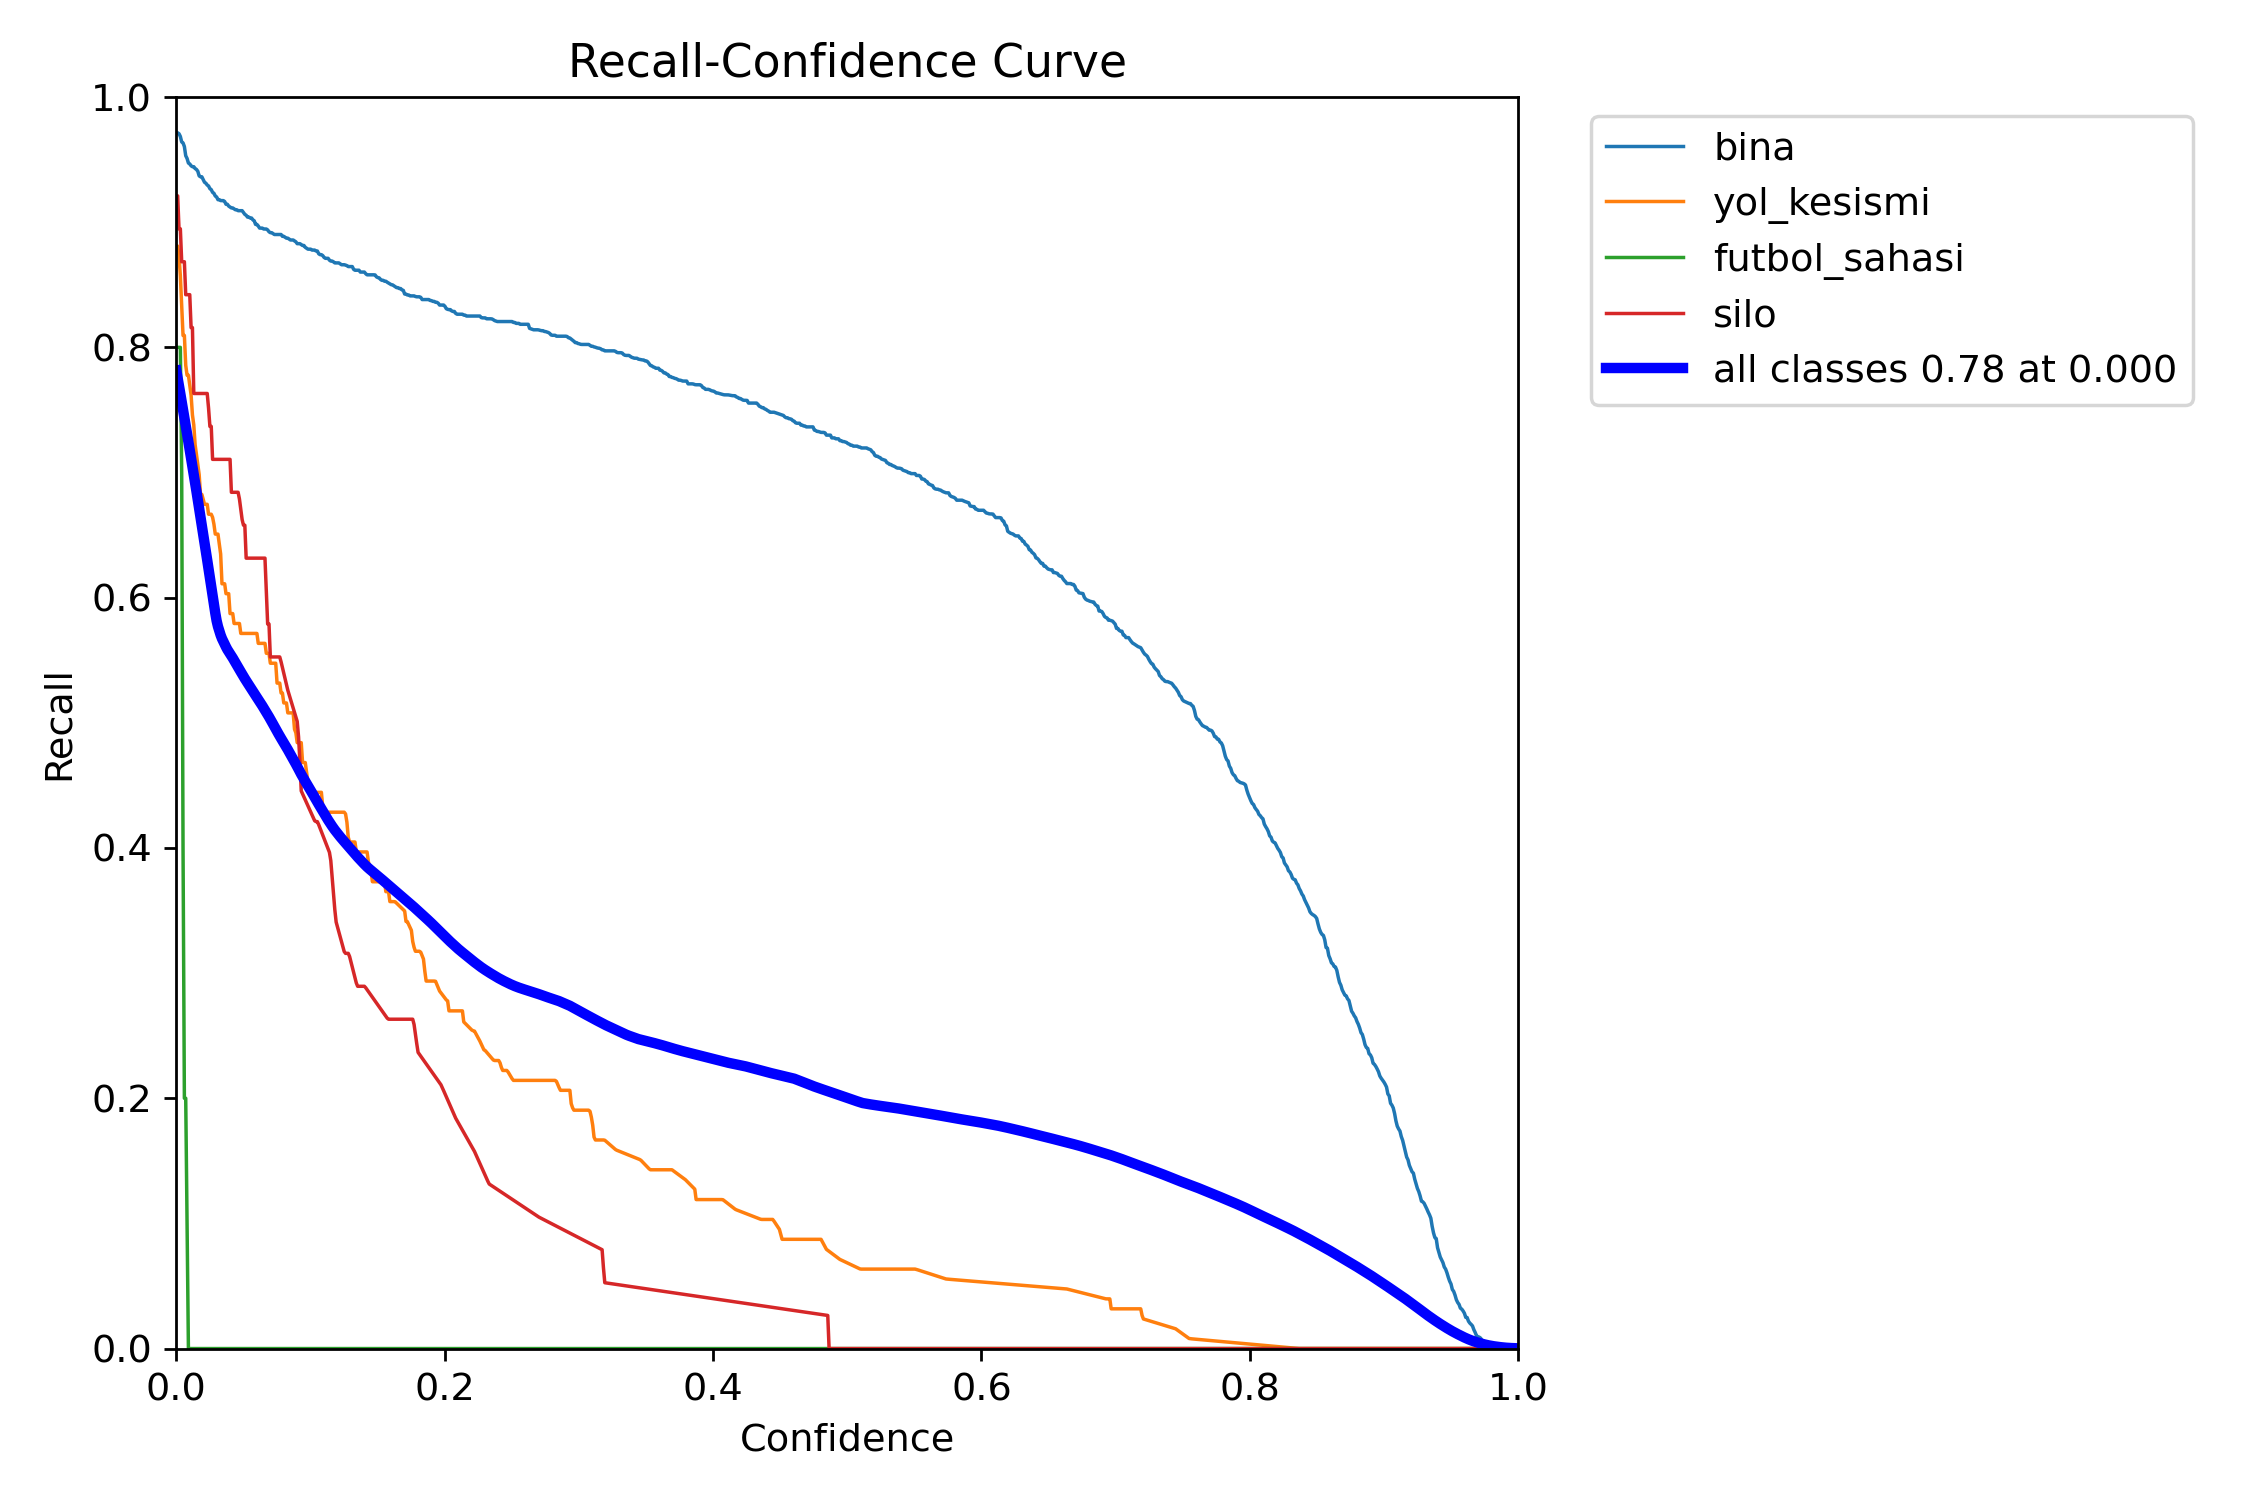 Recall-Confidence Curve
1.0
0.8
0.6
0.4
0.2
0.0
Recall
0.0 0.2 0.4 0.6 0.8 1.0
Confidence
bina
yol_kesismi
futbol_sahasi
silo
all classes 0.78 at 0.000